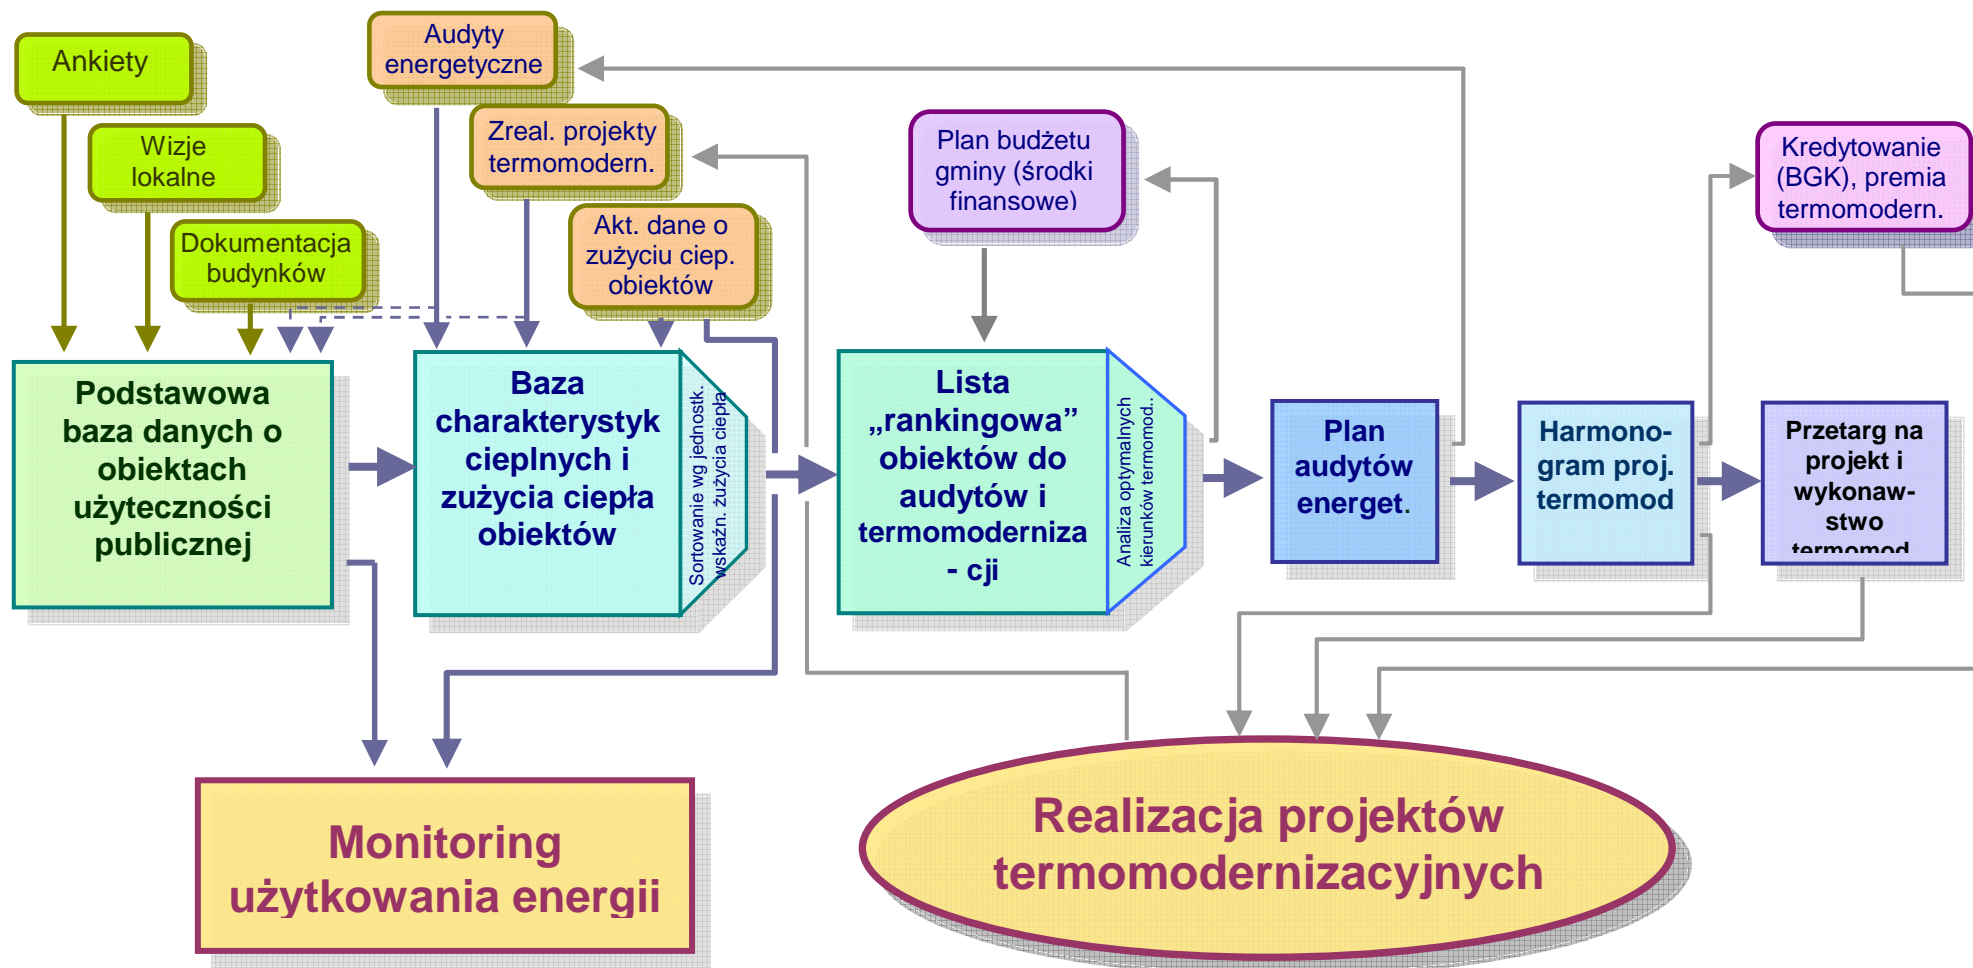 Ankiety
Wizje
lokalne
Dokumentacja
budynków
Audyty
energetyczne
Zreal. projekty
termomodern.
Akt. dane o
zużyciu ciep.
obiektów
Plan budżetu
gminy (środki
finansowe)
Kredytowanie
(BGK), premia
termomodern.
Podstawowa
baza danych o
obiektach
użyteczności
publicznej
Baza
charakterystyk
cieplnych i
zużycia ciepła
obiektów
Sortowanie wg jednostk.
wskaźn. zużycia ciepła
Lista
„rankingowa”
obiektów do
audytów i
termomoderniza
- cji
Analiza optymalnych
kierunków termomod..
Plan
audytów
energet.
Harmono-
gram proj.
termomod
Przetarg na
projekt i
wykonaw-
stwo
termomod
Monitoring
użytkowania energii
Realizacja projektów
termomodernizacyjnych